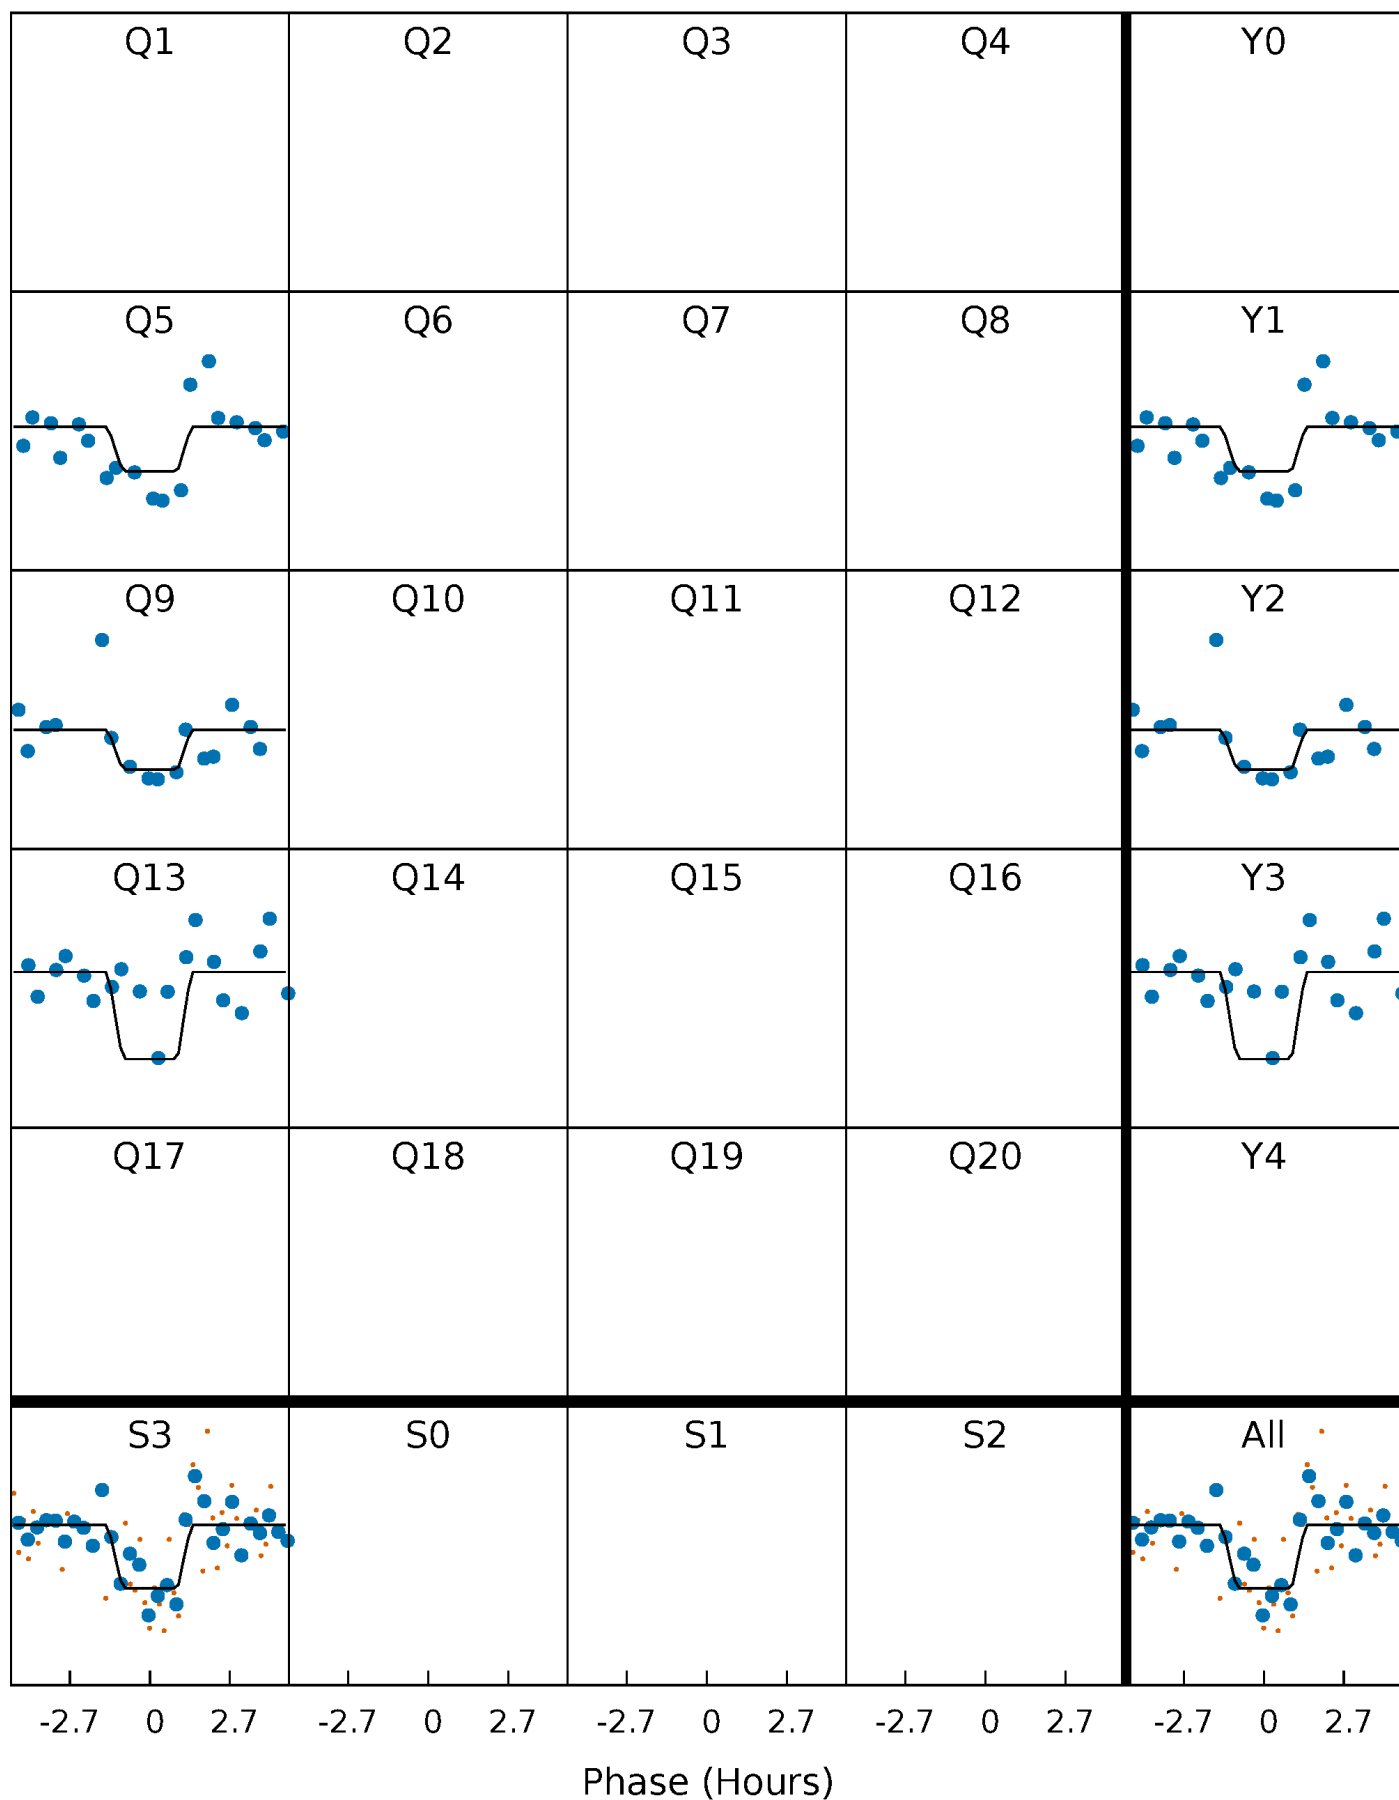 Q1 Q2 Q3 Q4 Y0
Q5 Q6 Q7 Q8 Y1
Q9 Q10 Q11 Q12 Y2
Q13 Q14 Q15 Q16 Y3
Q17 Q18 Q19 Q20 Y4
S3 S0 S1 S2 All
-2.7 0 2.7 -2.7 0 2.7 -2.7 0 2.7 -2.7 0 2.7 -2.7 0 2.7
Phase (Hours)